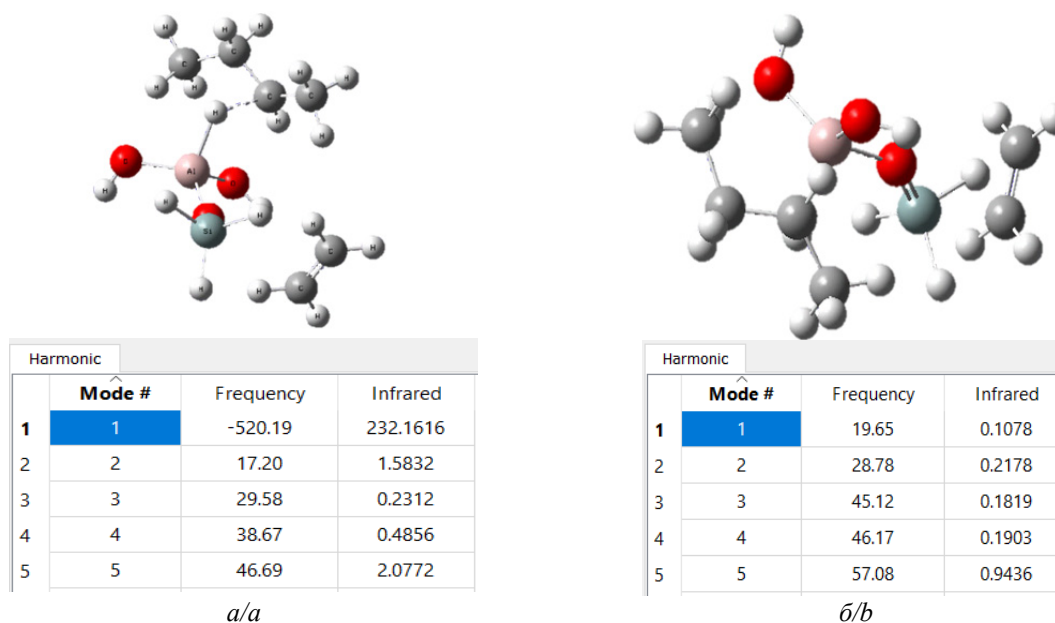 H H
C C H
H H H C C H
H H H
O Al O
H H H
Si C H
H H C
H
Harmonic
Mode # Frequency Infrared
1 1 -520.19 232.1616
2 2 17.20 1.5832
3 3 29.58 0.2312
4 4 38.67 0.4856
5 5 46.69 2.0772
а/a
Harmonic
Mode # Frequency Infrared
1 1 19.65 0.1078
2 2 28.78 0.2178
3 3 45.12 0.1819
4 4 46.17 0.1903
5 5 57.08 0.9436
б/b